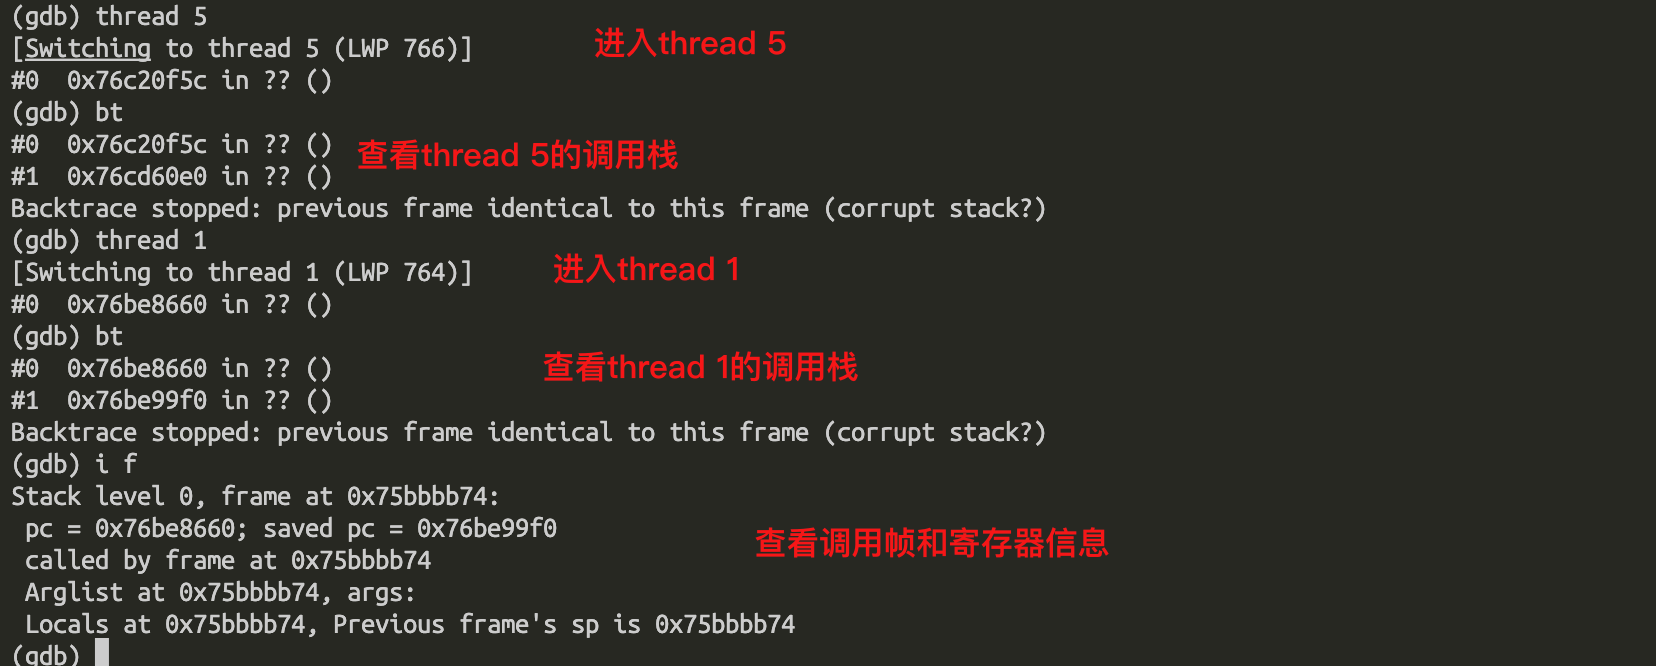 (gdb) thread 5
[Switching to thread 5 (LWP 766)]
进入thread 5
#0  0x76c20f5c in ?? ()
(gdb) bt
#0  0x76c20f5c in ?? ()
查看thread 5的调用栈
#1  0x76cd60e0 in ?? ()
Backtrace stopped: previous frame identical to this frame (corrupt stack?)
(gdb) thread 1
[Switching to thread 1 (LWP 764)]
进入thread 1
#0  0x76be8660 in ?? ()
(gdb) bt
#0  0x76be8660 in ?? ()
查看thread 1的调用栈
#1  0x76be99f0 in ?? ()
Backtrace stopped: previous frame identical to this frame (corrupt stack?)
(gdb) i f
Stack level 0, frame at 0x75bbbb74:
 pc = 0x76be8660; saved pc = 0x76be99f0
查看调用帧和寄存器信息
 called by frame at 0x75bbbb74
 Arglist at 0x75bbbb74, args:
 Locals at 0x75bbbb74, Previous frame's sp is 0x75bbbb74
(gdb)